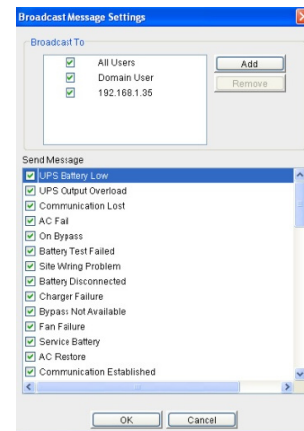 Broadcast Message Settings
Broadcast To
All Users
Add
Domain User
Remove
192.168.1.35
Send Message
UPS Battery Low
UPS Output Overload
Communication Lost
AC Fail
On Bypass
Battery Test Failed
Site Wiring Problem
Battery Disconnected
Charger Failure
Bypass Not Available
Fan Failure
Service Battery
AC Restore
Communication Established
OK
Cancel